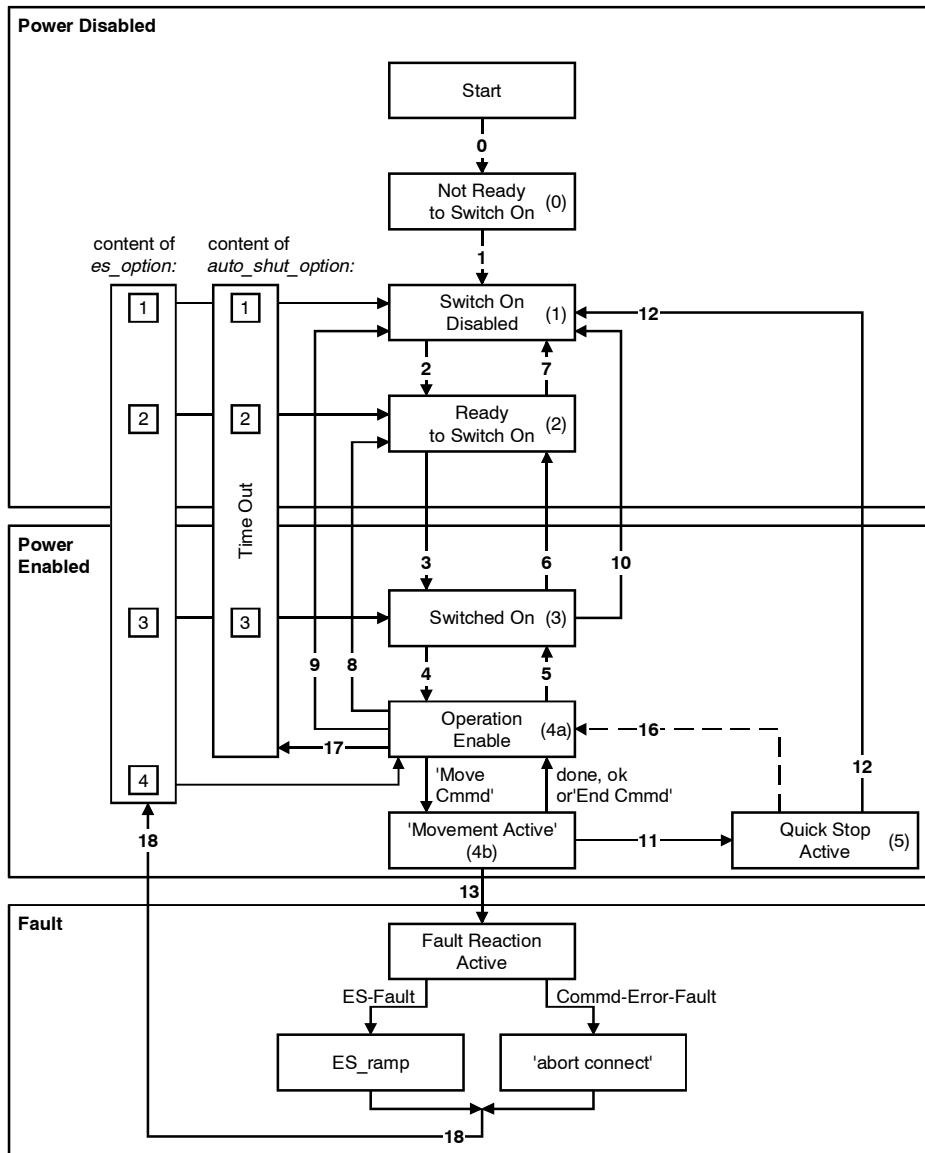 Power Disabled
Start
0
Not Ready
to Switch On
(0)
1
content of
es_option:
content of
auto_shut_option:
1
1
Switch On
Disabled
(1)
12
2
7
2
2
Ready
to Switch On
(2)
Time Out
Power
Enabled
3
6
10
3
3
Switched On
(3)
9
8
4
5
Operation
Enable
(4a)
16
17
4
'Move
Cmmd'
done, ok
or'End Cmmd'
12
18
'Movement Active'
(4b)
11
Quick Stop
Active
(5)
13
Fault
Fault Reaction
Active
ES-Fault
Commd-Error-Fault
ES_ramp
'abort connect'
18